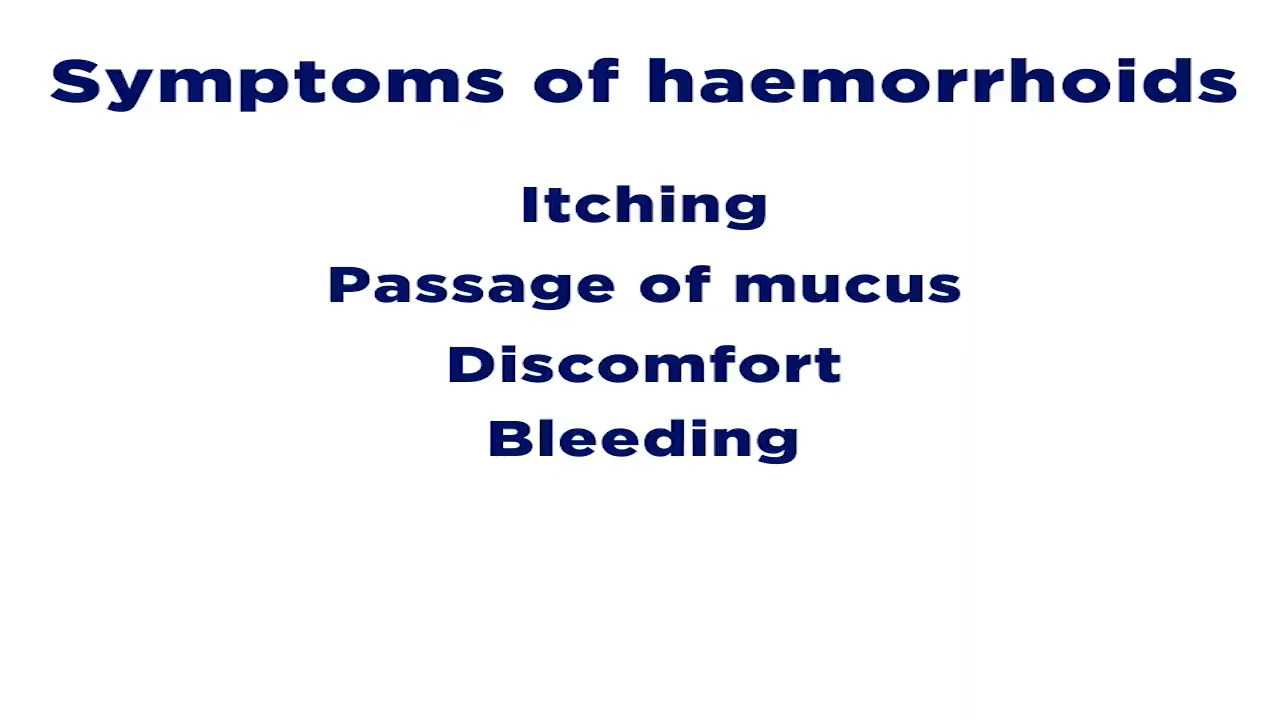 Symptoms of haemorrhoids
Itching
Passage of mucus
Discomfort
Bleeding